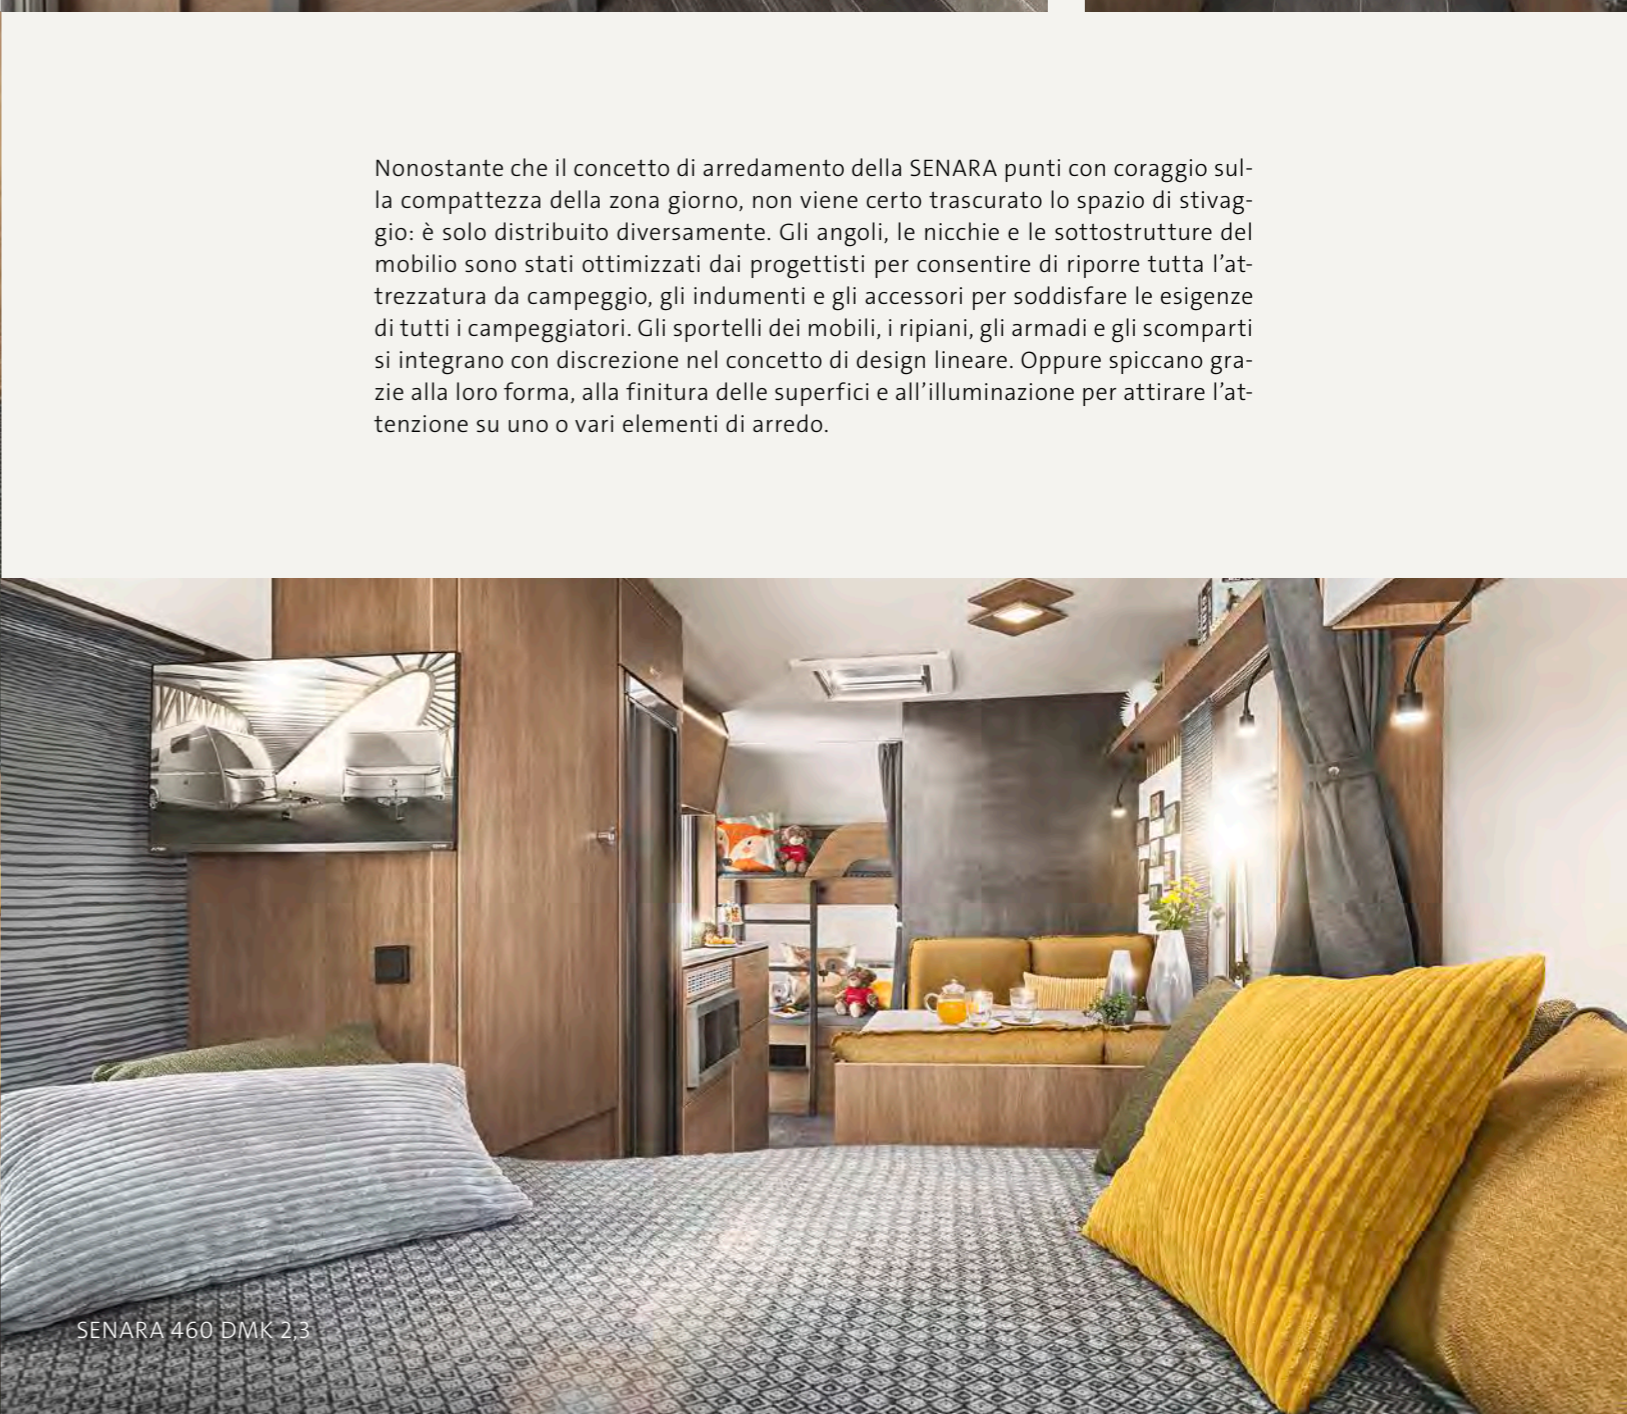 Nonostante che il concetto di arredamento della SENARA punti con coraggio sul-
la compattezza della zona giorno, non viene certo trascurato lo spazio di stivag-
gio: è solo distribuito diversamente. Gli angoli, le nicchie e le sottostrutture del
mobilio sono stati ottimizzati dai progettisti per consentire di riporre tutta l’at-
trezzatura da campeggio, gli indumenti e gli accessori per soddisfare le esigenze
di tutti i campeggiatori. Gli sportelli dei mobili, i ripiani, gli armadi e gli scomparti
si integrano con discrezione nel concetto di design lineare. Oppure spiccano gra-
zie alla loro forma, alla finitura delle superfici e all’illuminazione per attirare l’at-
tenzione su uno o vari elementi di arredo.
SENARA 460 DMK 2,3